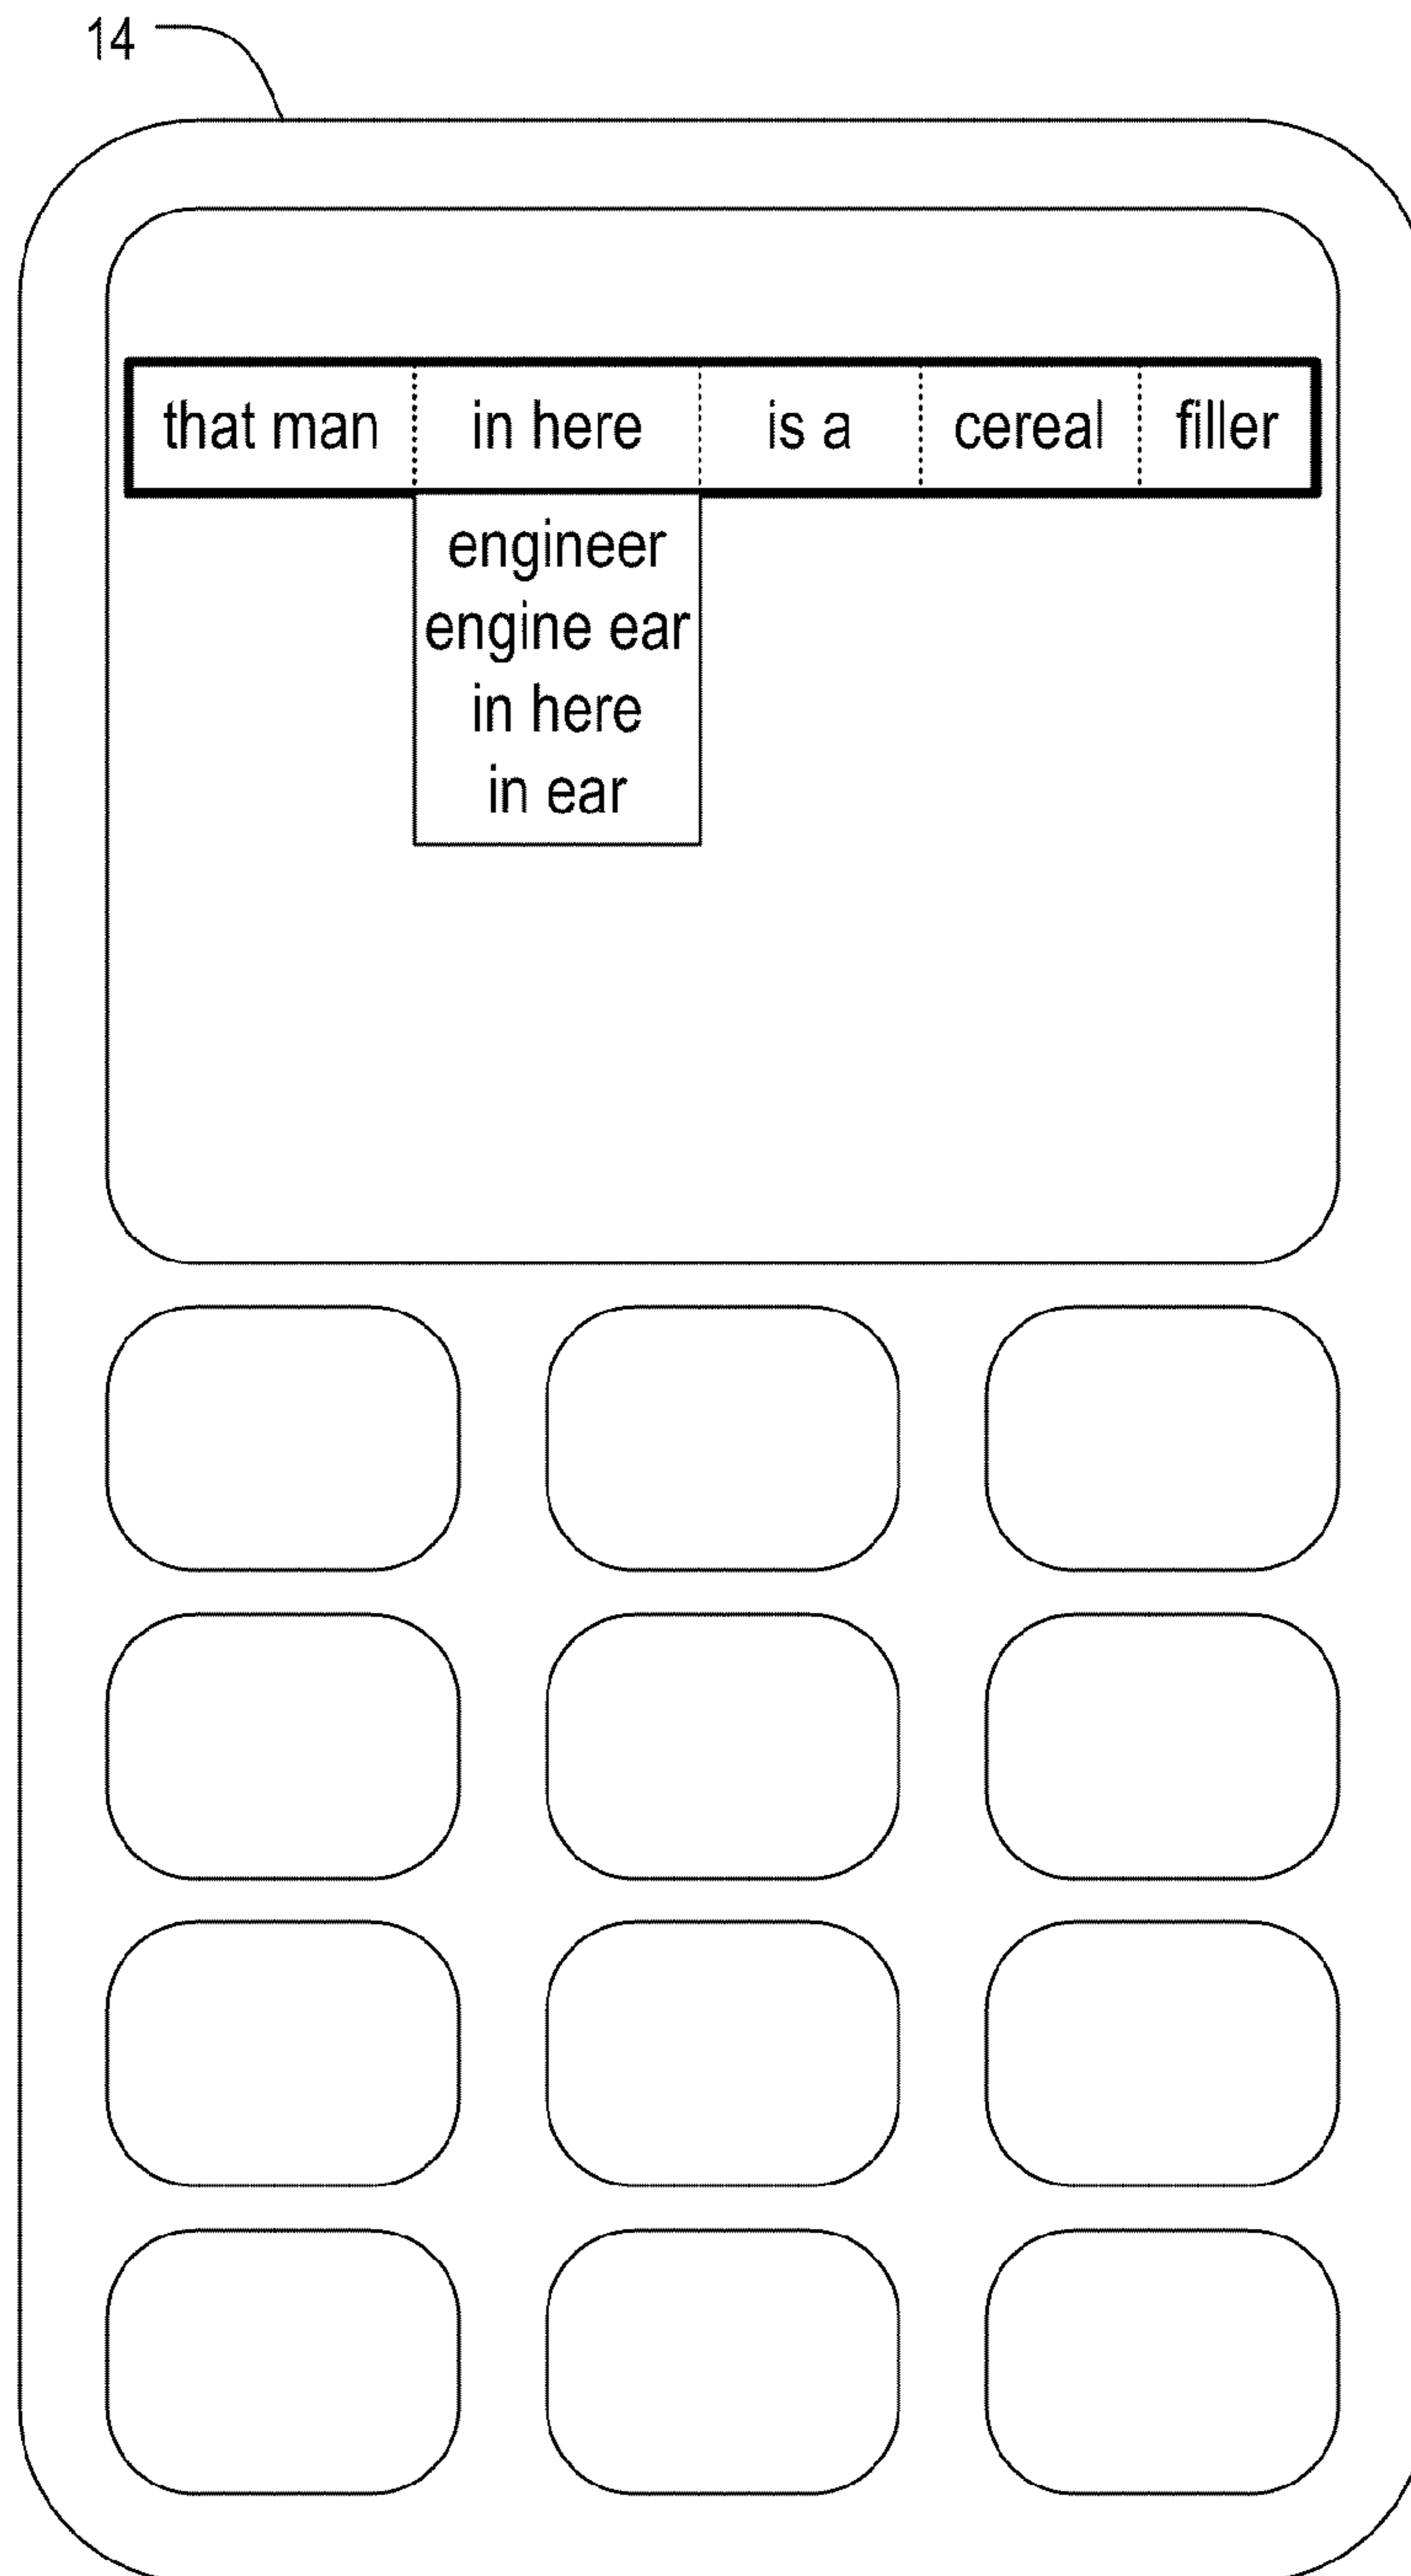 14
that man in here is a cereal filler
engineer
engine ear
in here
in ear